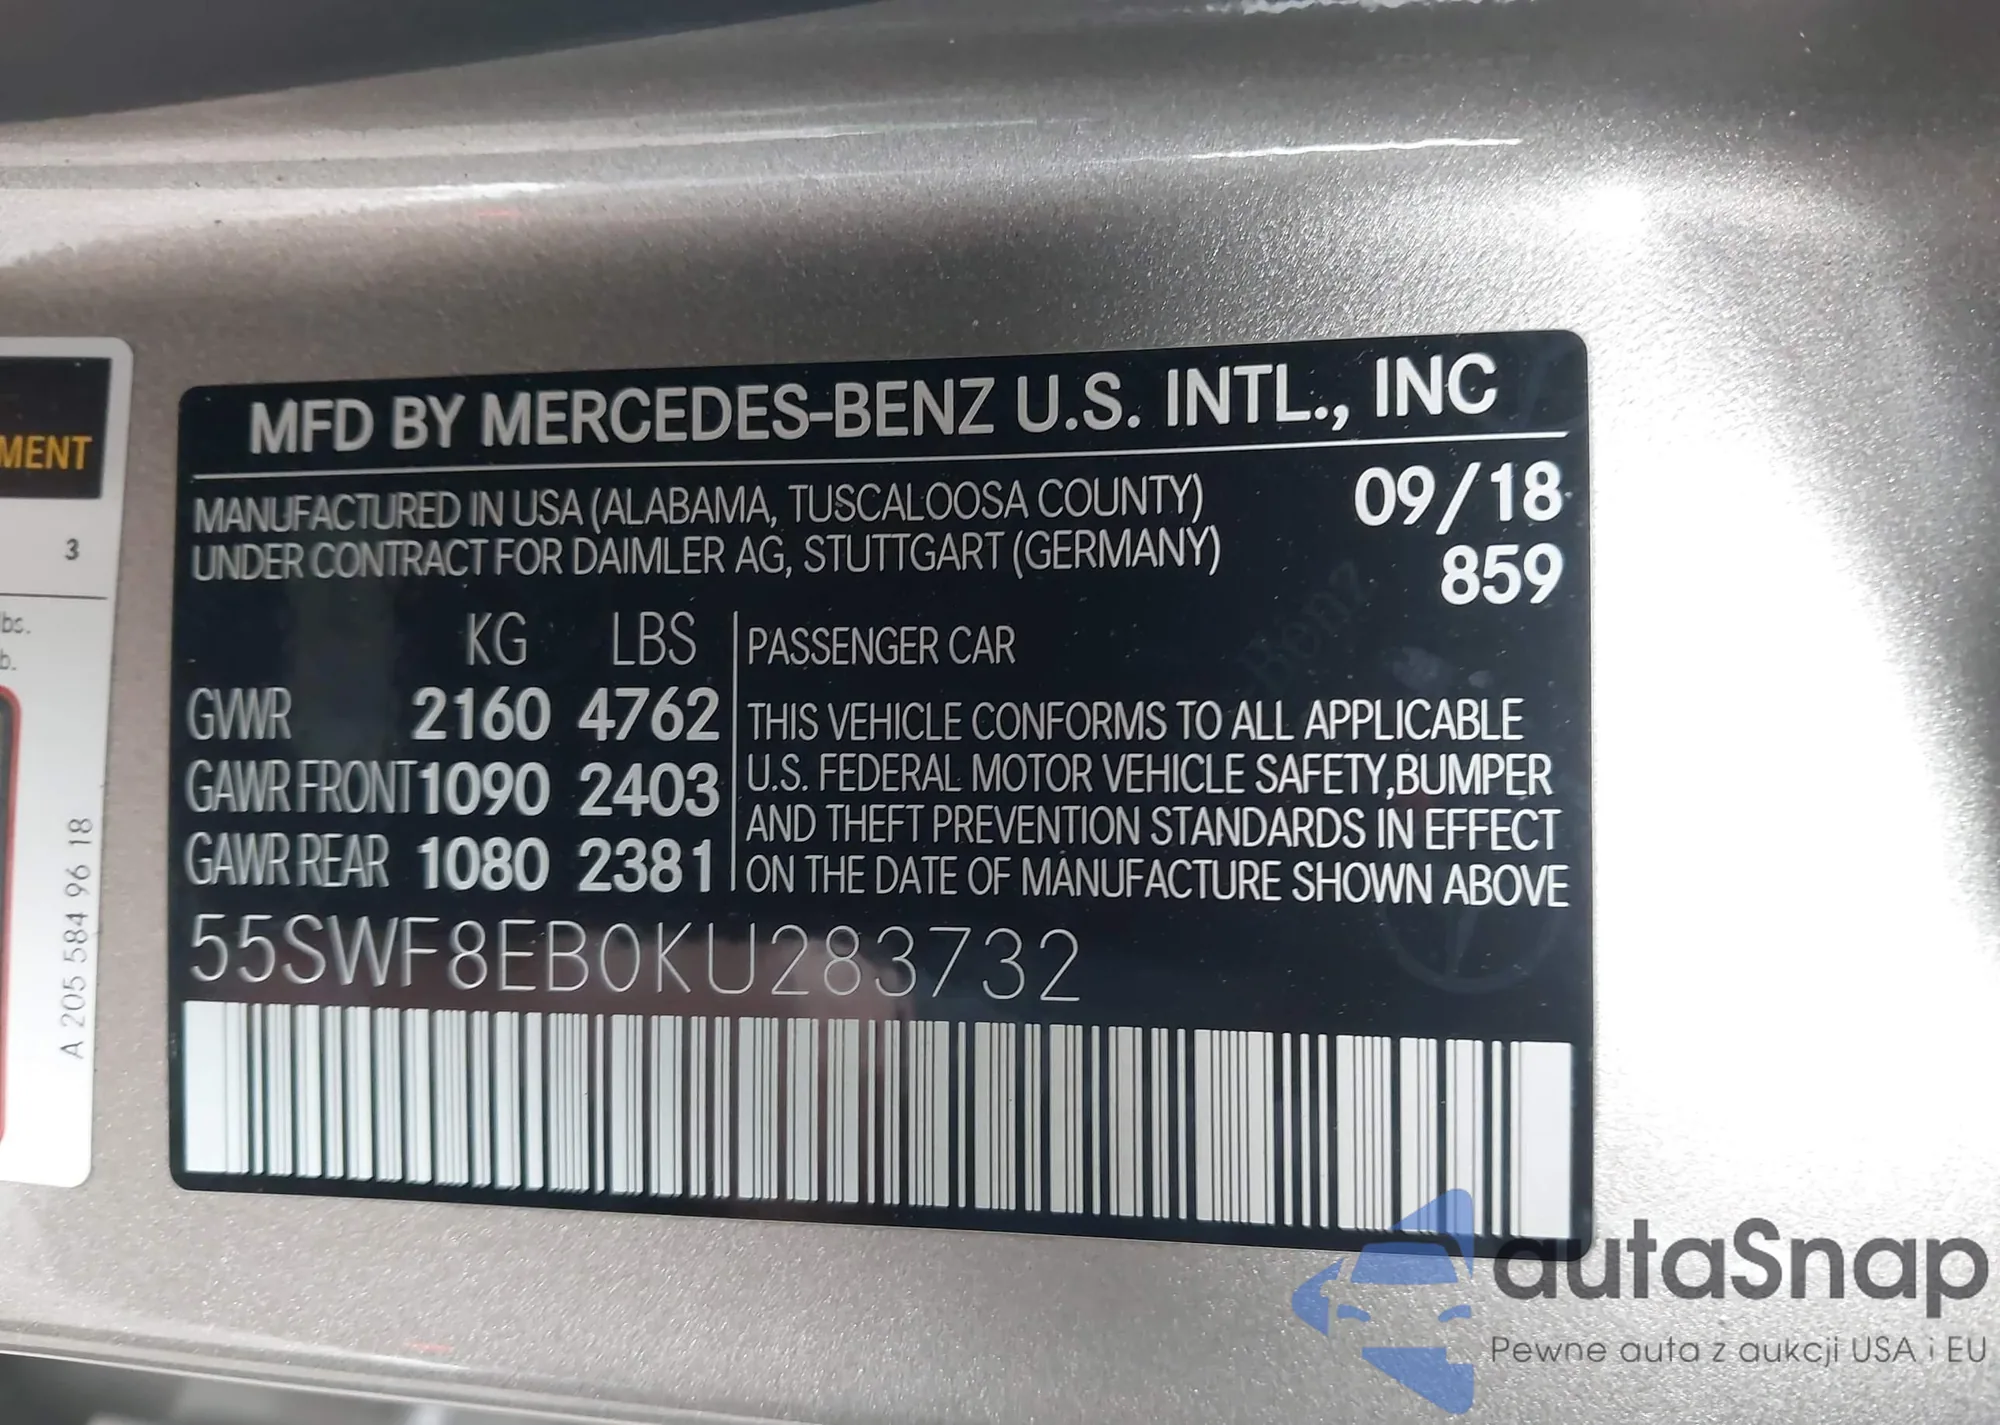 MENT
3
lbs.
b.
A 205 584 96 18
MFD BY MERCEDES-BENZ U.S. INTL., INC
MANUFACTURED IN USA (ALABAMA, TUSCALOOSA COUNTY) 09/18
UNDER CONTRACT FOR DAIMLER AG, STUTTGART (GERMANY) 859
KG LBS
GVWR 2160 4762
GAWR FRONT 1090 2403
GAWR REAR 1080 2381
PASSENGER CAR
THIS VEHICLE CONFORMS TO ALL APPLICABLE
U.S. FEDERAL MOTOR VEHICLE SAFETY,BUMPER
AND THEFT PREVENTION STANDARDS IN EFFECT
ON THE DATE OF MANUFACTURE SHOWN ABOVE
55SWF8EB0KU283732
autaSnap
Pewne auta z aukcji USA i EU